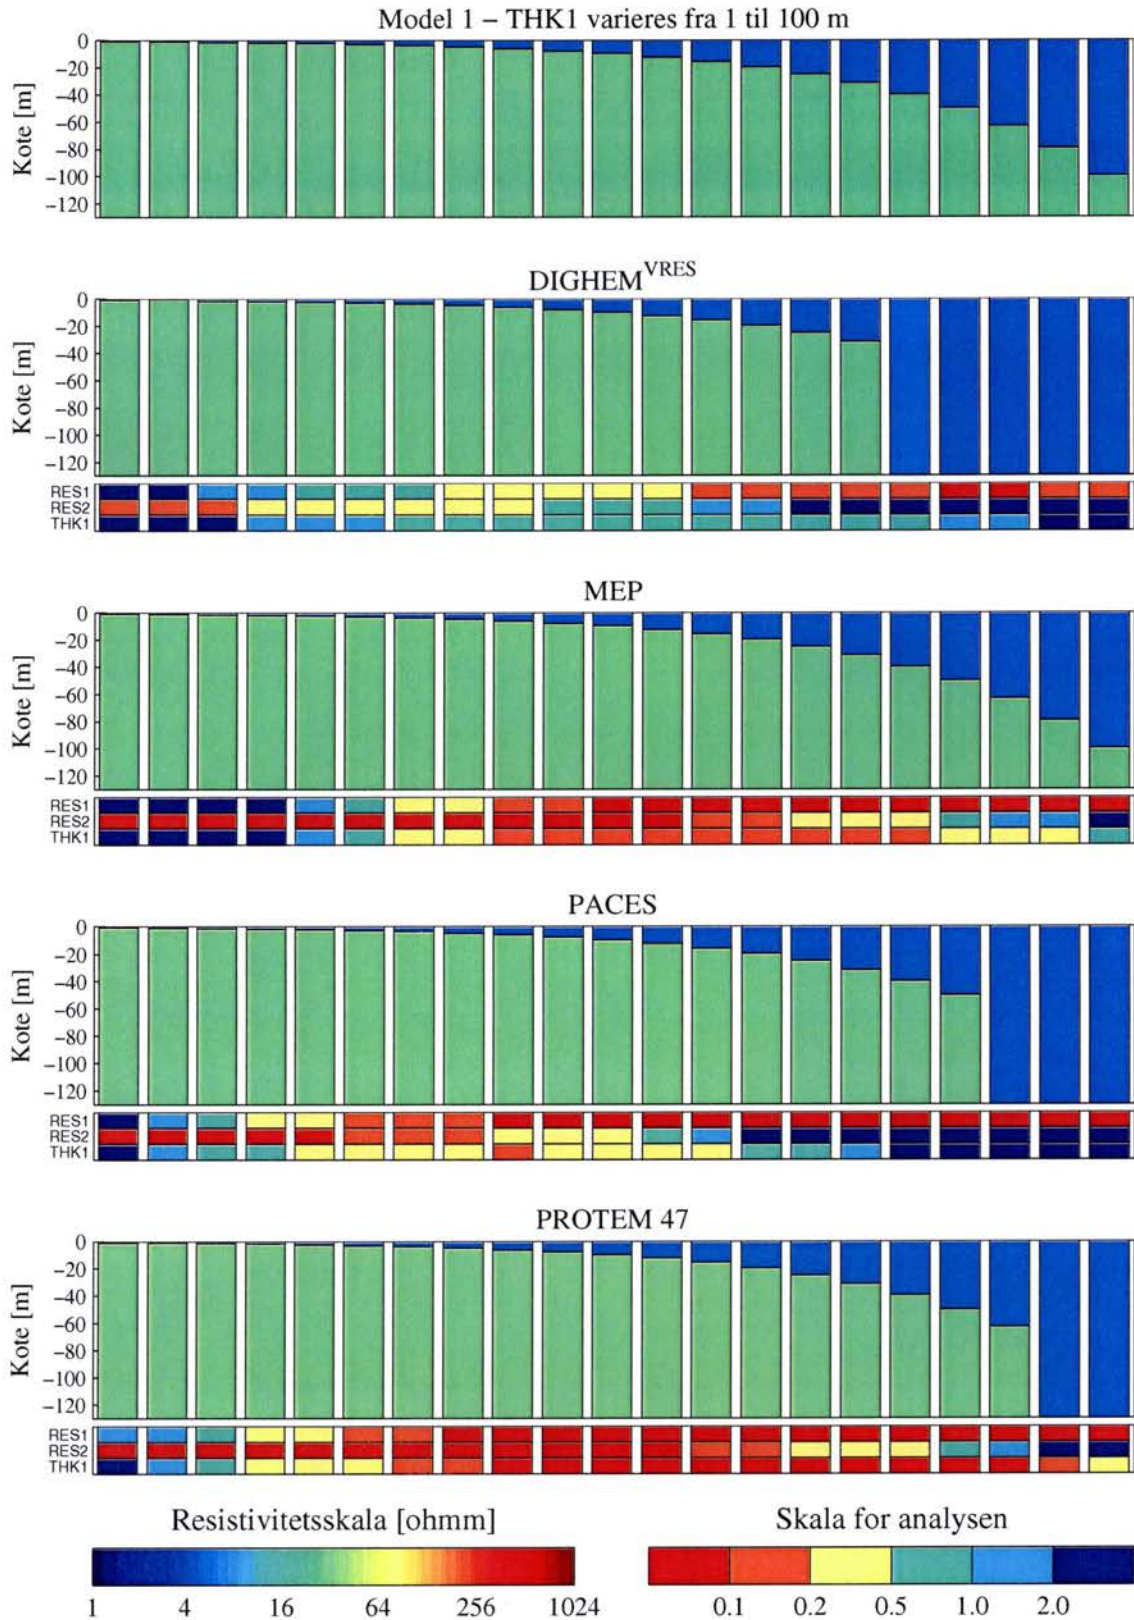 Model 1 – THK1 varieres fra 1 til 100 m
Kote [m]
0
−20
−40
−60
−80
−100
−120
DIGHEM^VRES
Kote [m]
0
−20
−40
−60
−80
−100
−120
RES1
RES2
THK1
MEP
Kote [m]
0
−20
−40
−60
−80
−100
−120
RES1
RES2
THK1
PACES
Kote [m]
0
−20
−40
−60
−80
−100
−120
RES1
RES2
THK1
PROTEM 47
Kote [m]
0
−20
−40
−60
−80
−100
−120
RES1
RES2
THK1
Resistivitetsskala [ohmm]
1 4 16 64 256 1024
Skala for analysen
0.1 0.2 0.5 1.0 2.0